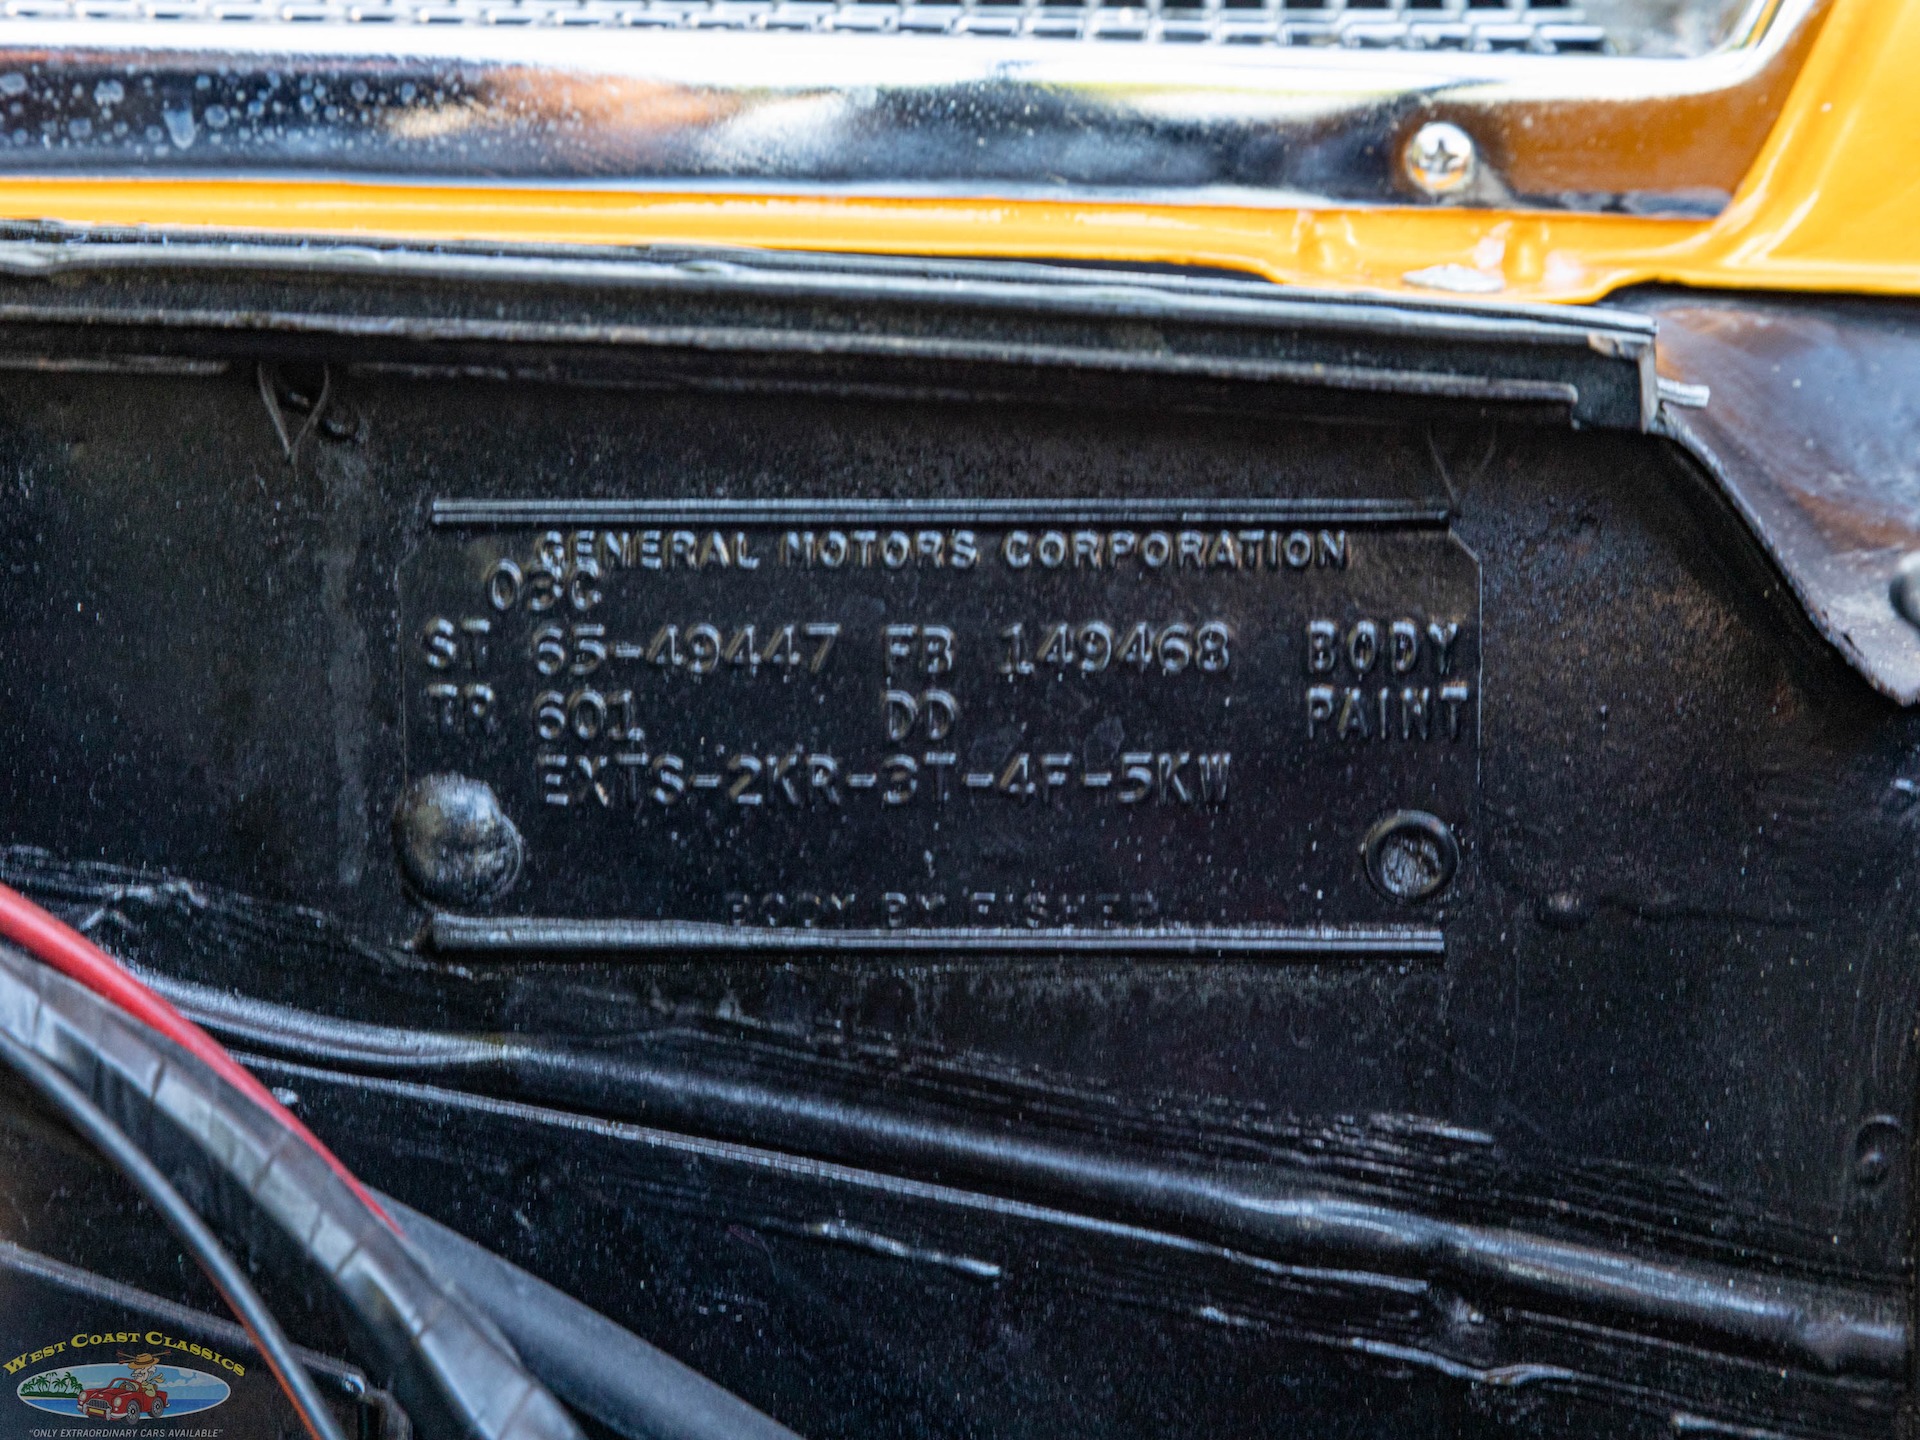 GENERAL MOTORS CORPORATION
03C
ST 65-49447 FB 149468 BODY
TR 601 DD PAINT
EXTS-2KR-3T-4F-5KW
BODY BY FISHER
WEST COAST CLASSICS
"ONLY EXTRAORDINARY CARS AVAILABLE"